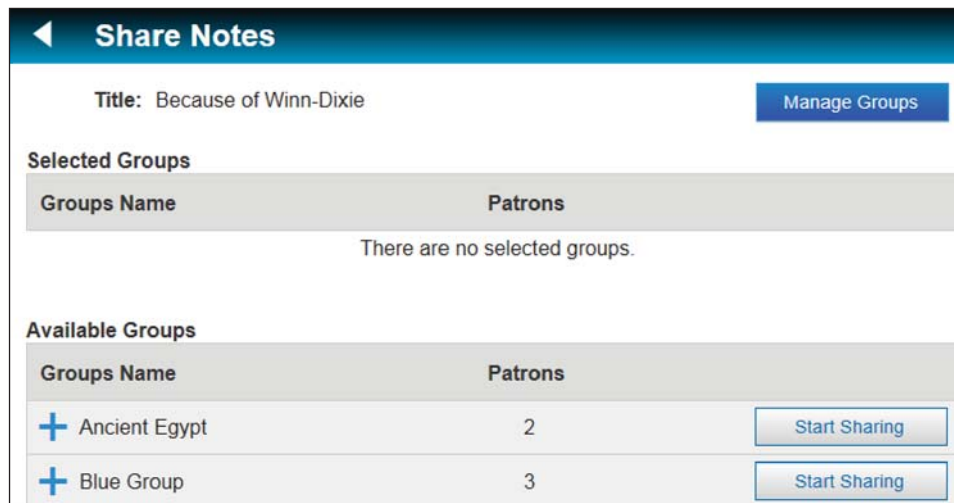 Share Notes
Title: Because of Winn-Dixie
Manage Groups
Selected Groups
Groups Name Patrons
There are no selected groups.
Available Groups
Groups Name Patrons
Ancient Egypt 2 Start Sharing
Blue Group 3 Start Sharing